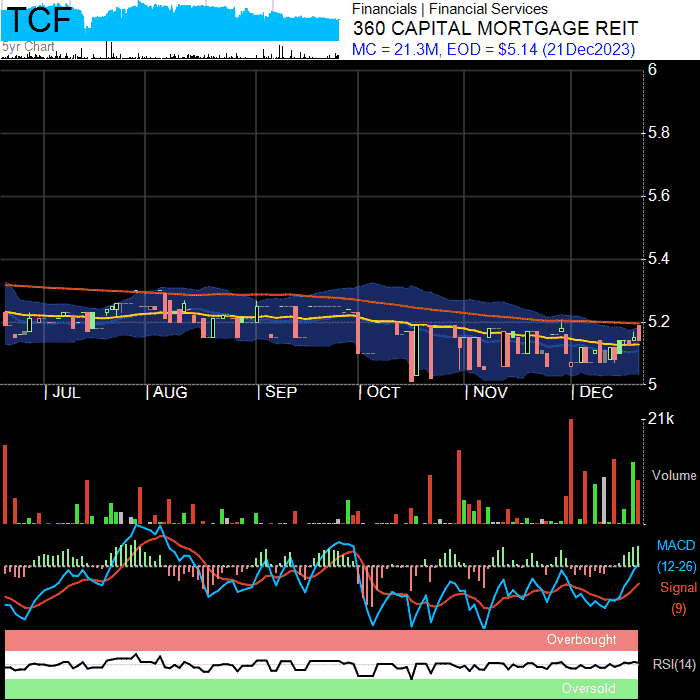 TCF
5yr Chart
Financials | Financial Services
360 CAPITAL MORTGAGE REIT
MC = 21.3M, EOD = $5.14 (21Dec2023)
6
5.8
5.6
5.4
5.2
5
| JUL | AUG | SEP | OCT | NOV | DEC
21k
Volume
MACD
(12-26)
Signal
(9)
Overbought
RSI(14)
Oversold